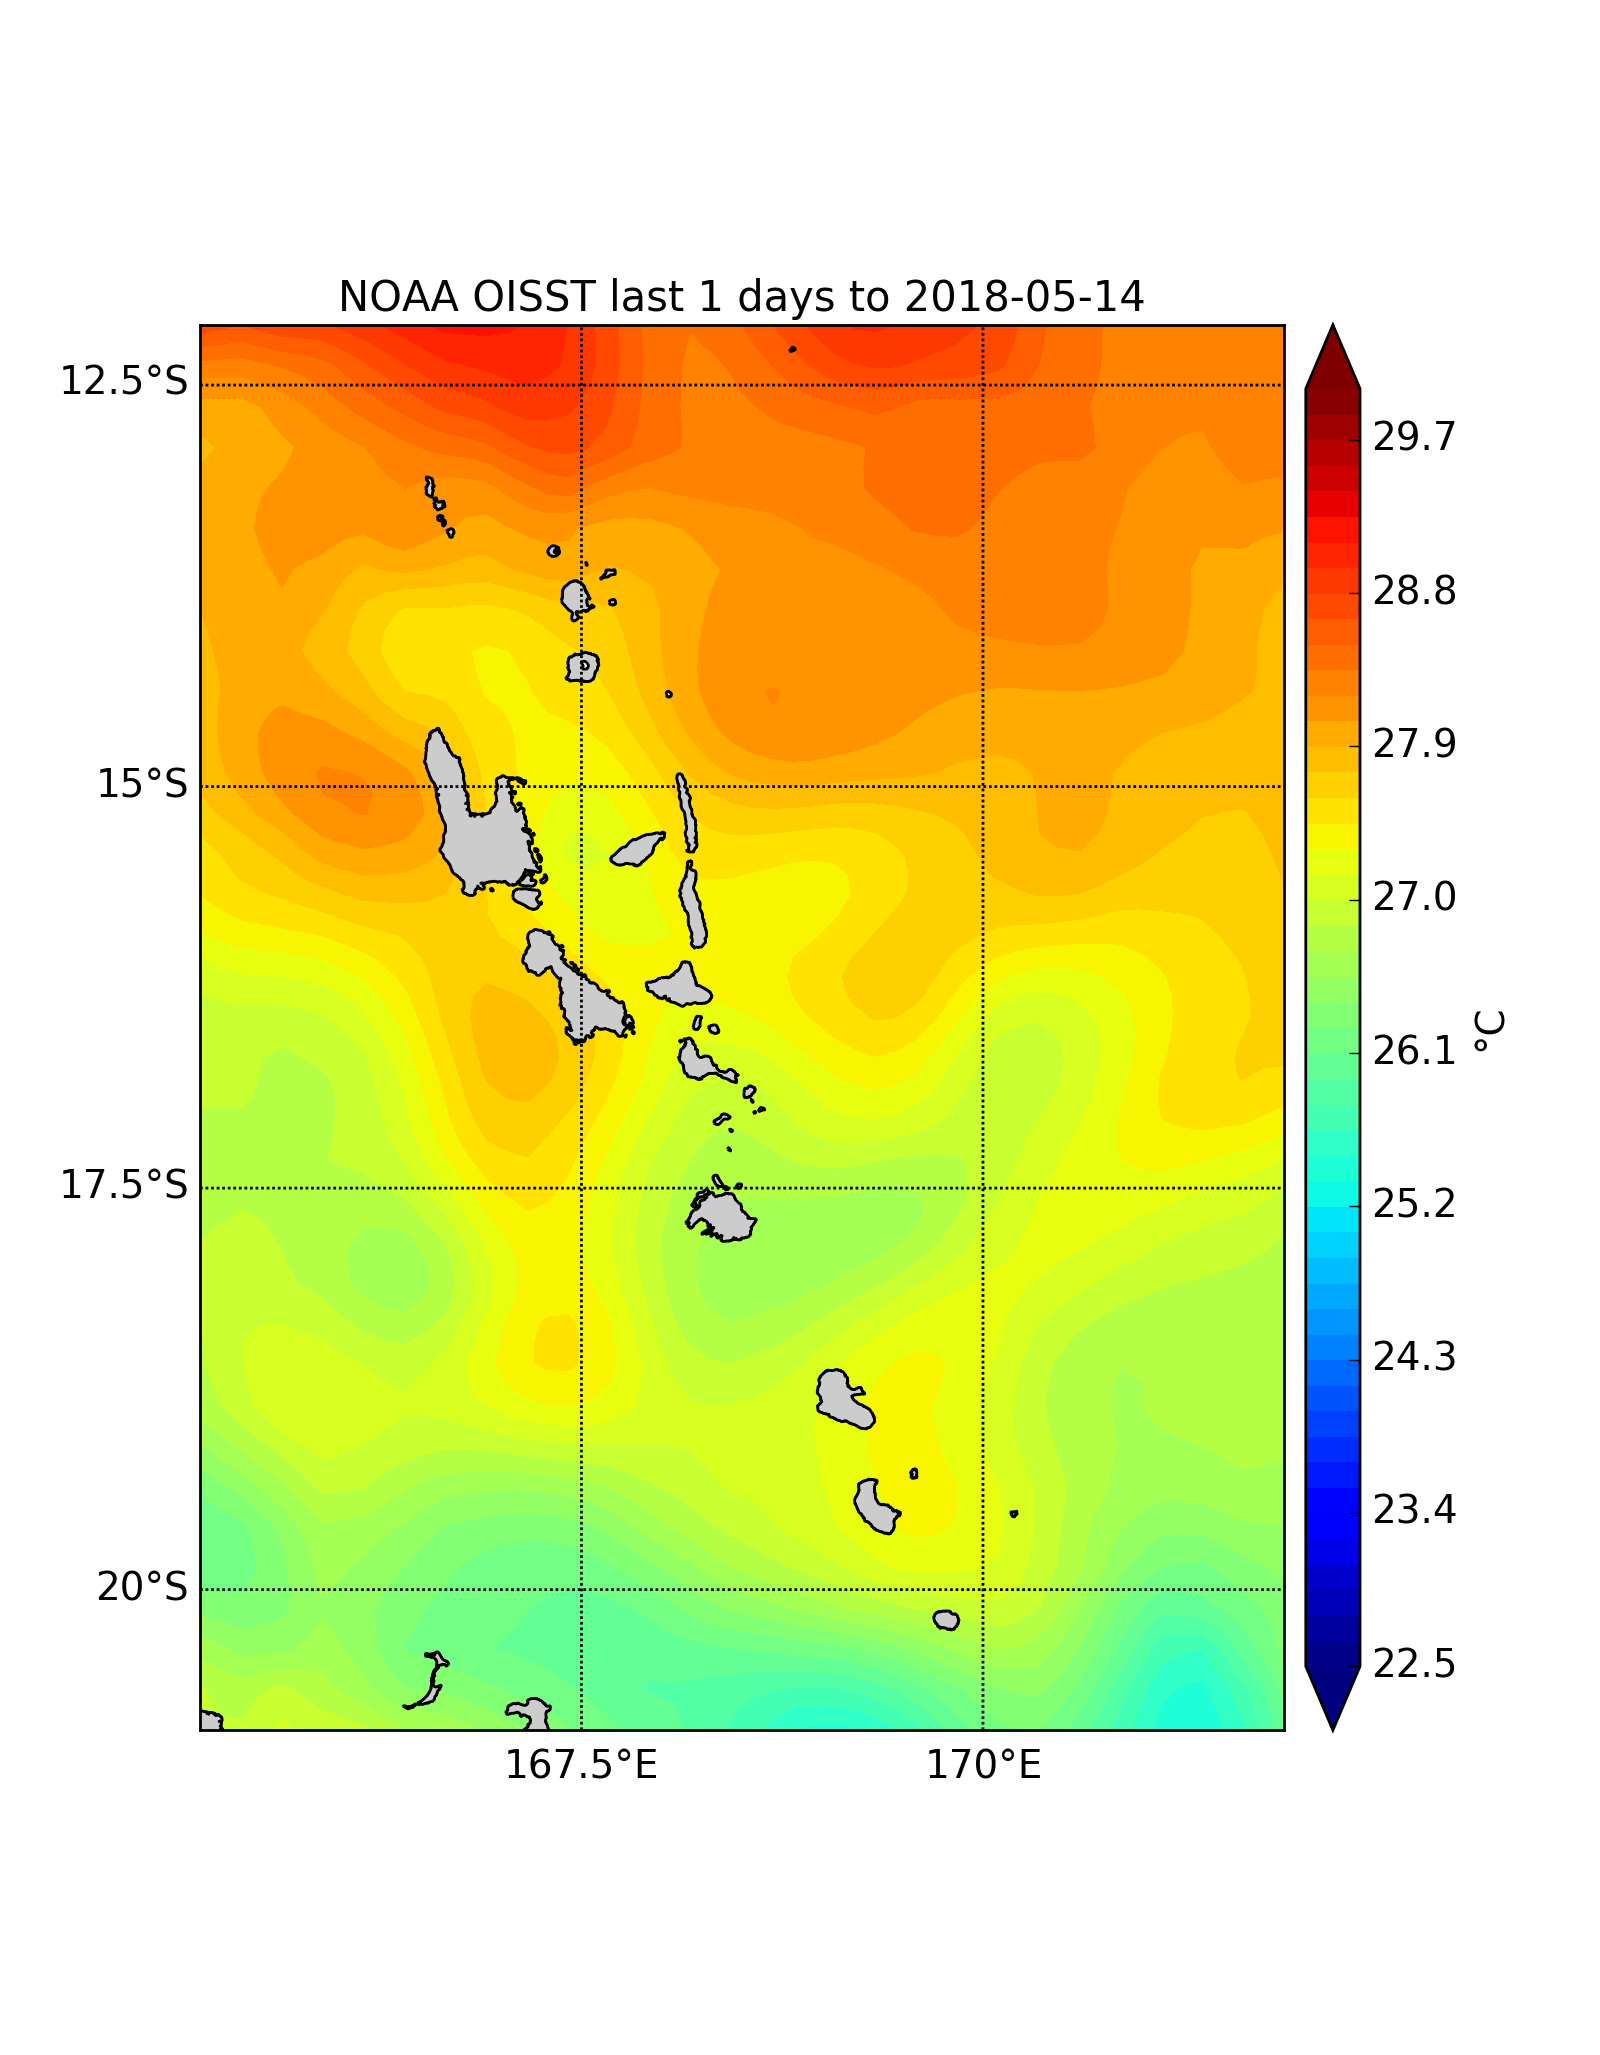 NOAA OISST last 1 days to 2018-05-14
12.5°S
15°S
17.5°S
20°S
167.5°E
170°E
29.7
28.8
27.9
27.0
26.1
25.2
24.3
23.4
22.5
°C